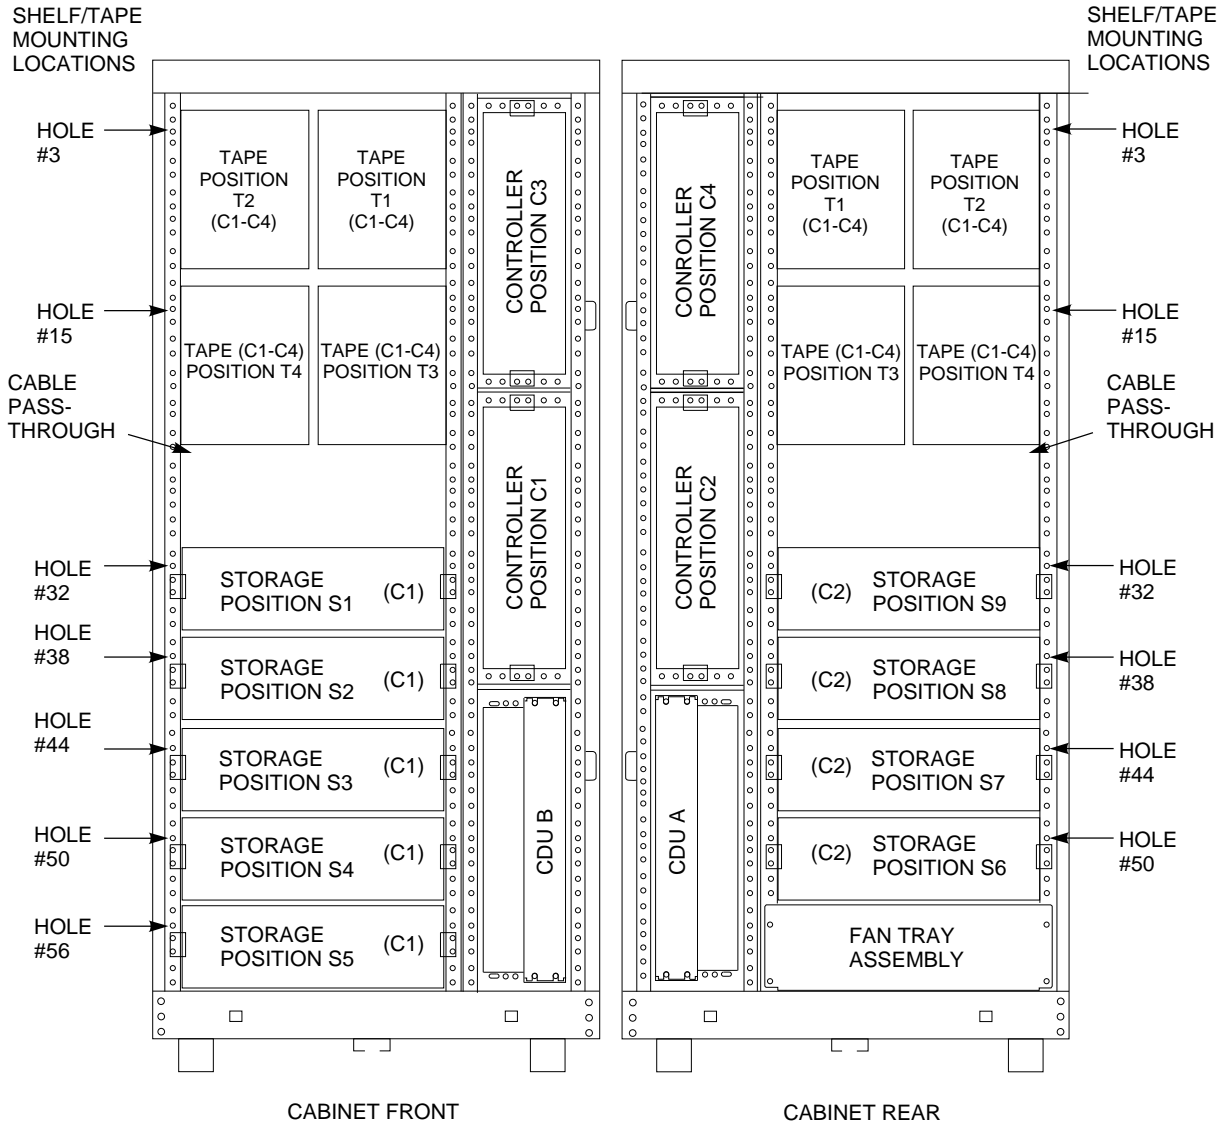 SHELF/TAPE
MOUNTING
LOCATIONS
SHELF/TAPE
MOUNTING
LOCATIONS
HOLE
#3
TAPE
POSITION
T2
(C1-C4)
TAPE
POSITION
T1
(C1-C4)
CONTROLLER
POSITION C3
CONROLLER
POSITION C4
TAPE
POSITION
T1
(C1-C4)
TAPE
POSITION
T2
(C1-C4)
HOLE
#3
HOLE
#15
TAPE (C1-C4)
POSITION T4
TAPE (C1-C4)
POSITION T3
TAPE (C1-C4)
POSITION T3
TAPE (C1-C4)
POSITION T4
HOLE
#15
CABLE
PASS-
THROUGH
CABLE
PASS-
THROUGH
CONTROLLER
POSITION C1
CONTROLLER
POSITION C2
HOLE
#32
STORAGE
POSITION S1
(C1)
(C2)
STORAGE
POSITION S9
HOLE
#32
HOLE
#38
STORAGE
POSITION S2
(C1)
(C2)
STORAGE
POSITION S8
HOLE
#38
HOLE
#44
STORAGE
POSITION S3
(C1)
(C2)
STORAGE
POSITION S7
HOLE
#44
HOLE
#50
STORAGE
POSITION S4
(C1)
CDU B
CDU A
(C2)
STORAGE
POSITION S6
HOLE
#50
HOLE
#56
STORAGE
POSITION S5
(C1)
FAN TRAY
ASSEMBLY
CABINET FRONT
CABINET REAR